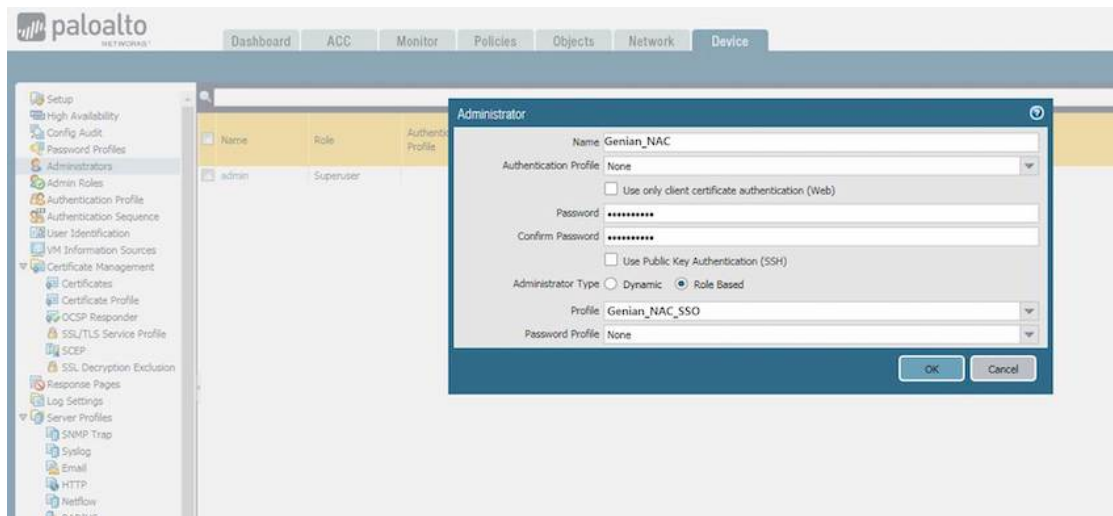 paloalto
NETWORKS
Dashboard ACC Monitor Policies Objects Network Device
Setup
High Availability
Config Audit
Password Profiles
Administrators
Admin Roles
Authentication Profile
Authentication Sequence
User Identification
VM Information Sources
Certificate Management
Certificates
Certificate Profile
OCSP Responder
SSL/TLS Service Profile
SCEP
SSL Decryption Exclusion
Response Pages
Log Settings
Server Profiles
SNMP Trap
Syslog
Email
HTTP
Netflow
Name Role Authentic
Profile
admin Superuser
Administrator
Name Genian_NAC
Authentication Profile None
Use only client certificate authentication (Web)
Password ••••••••••
Confirm Password ••••••••••
Use Public Key Authentication (SSH)
Administrator Type Dynamic Role Based
Profile Genian_NAC_SSO
Password Profile None
OK Cancel